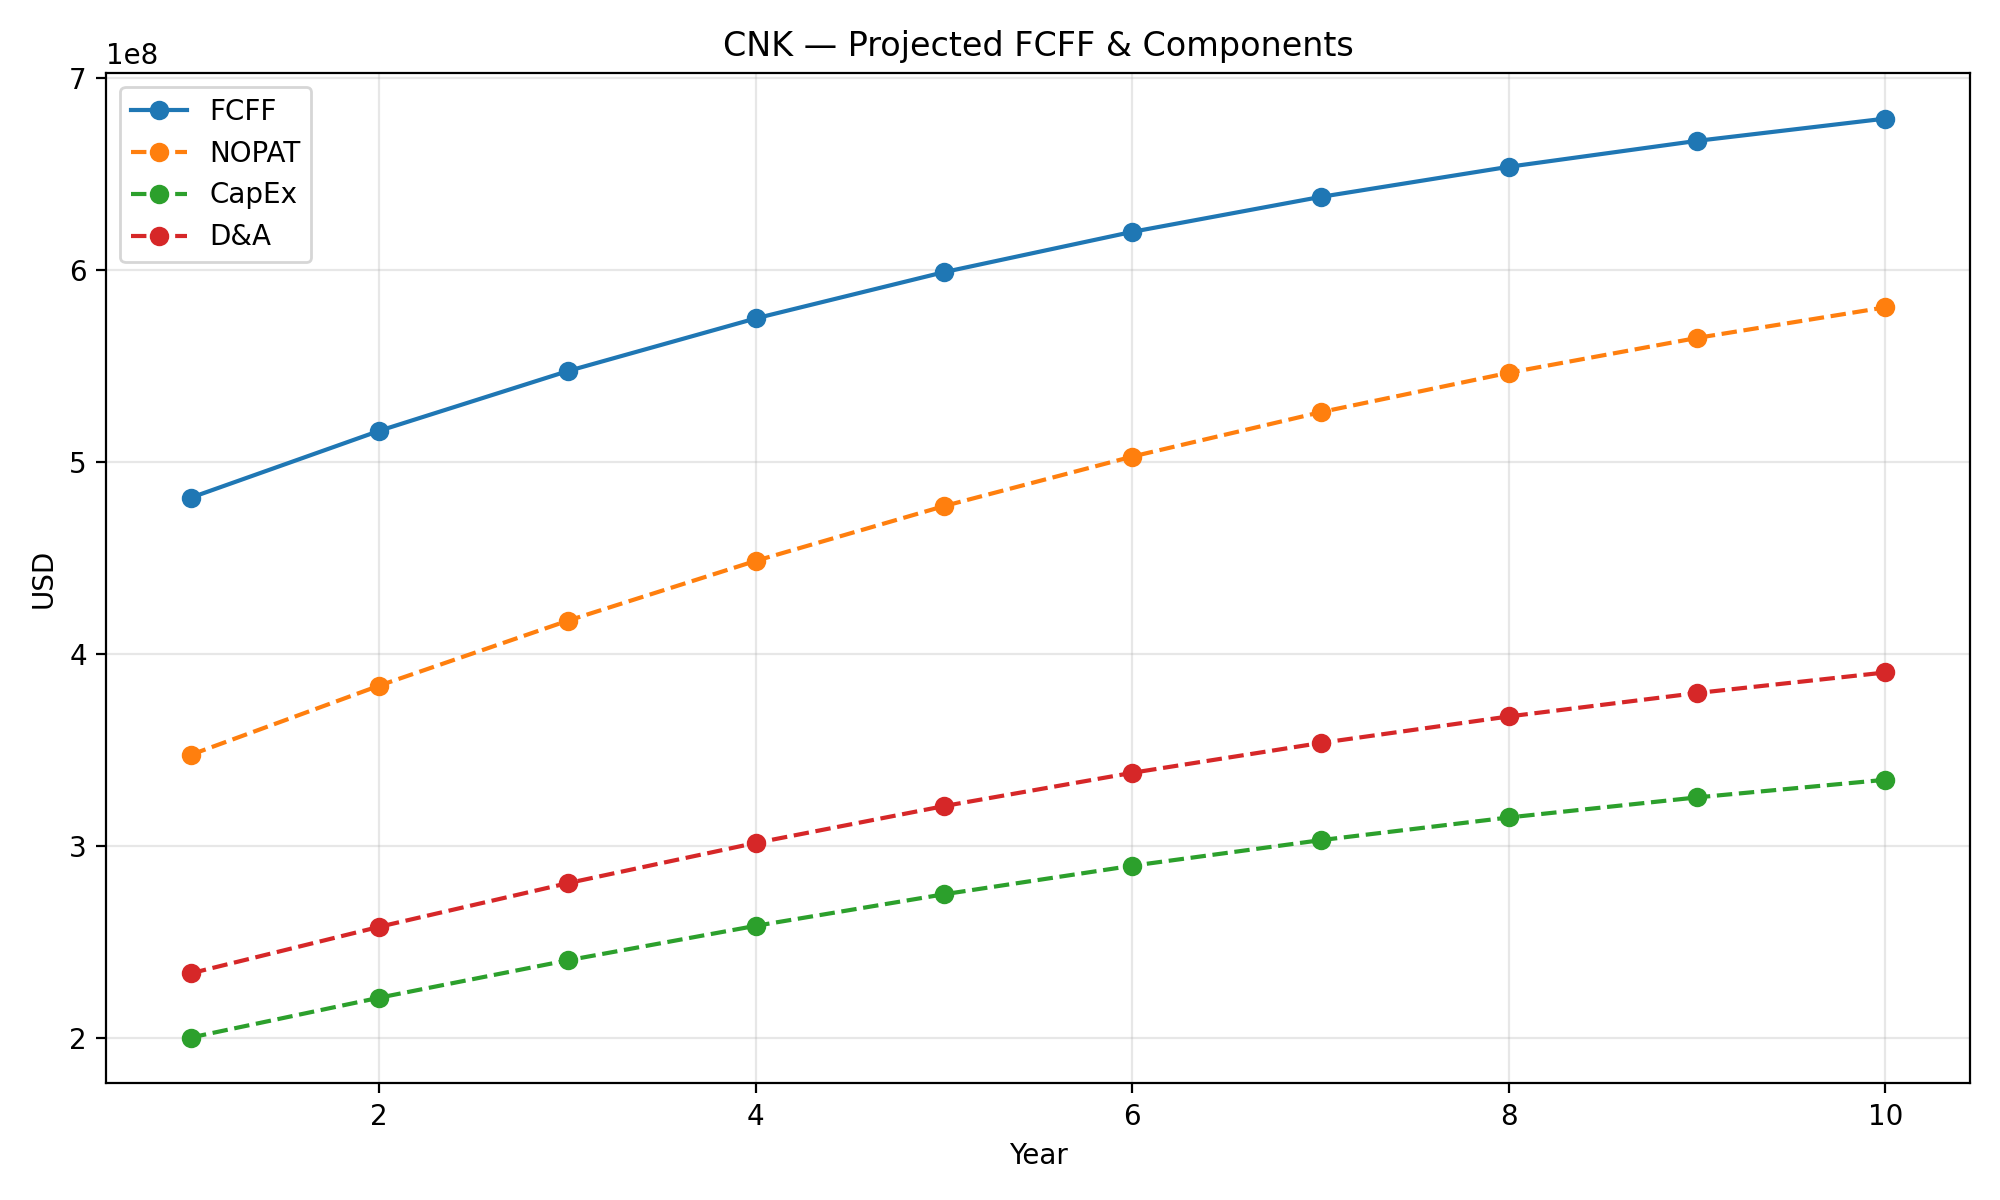 CNK — Projected FCFF & Components
1e8
7
6
5
4
3
2
USD
FCFF
NOPAT
CapEx
D&A
2 4 6 8 10
Year